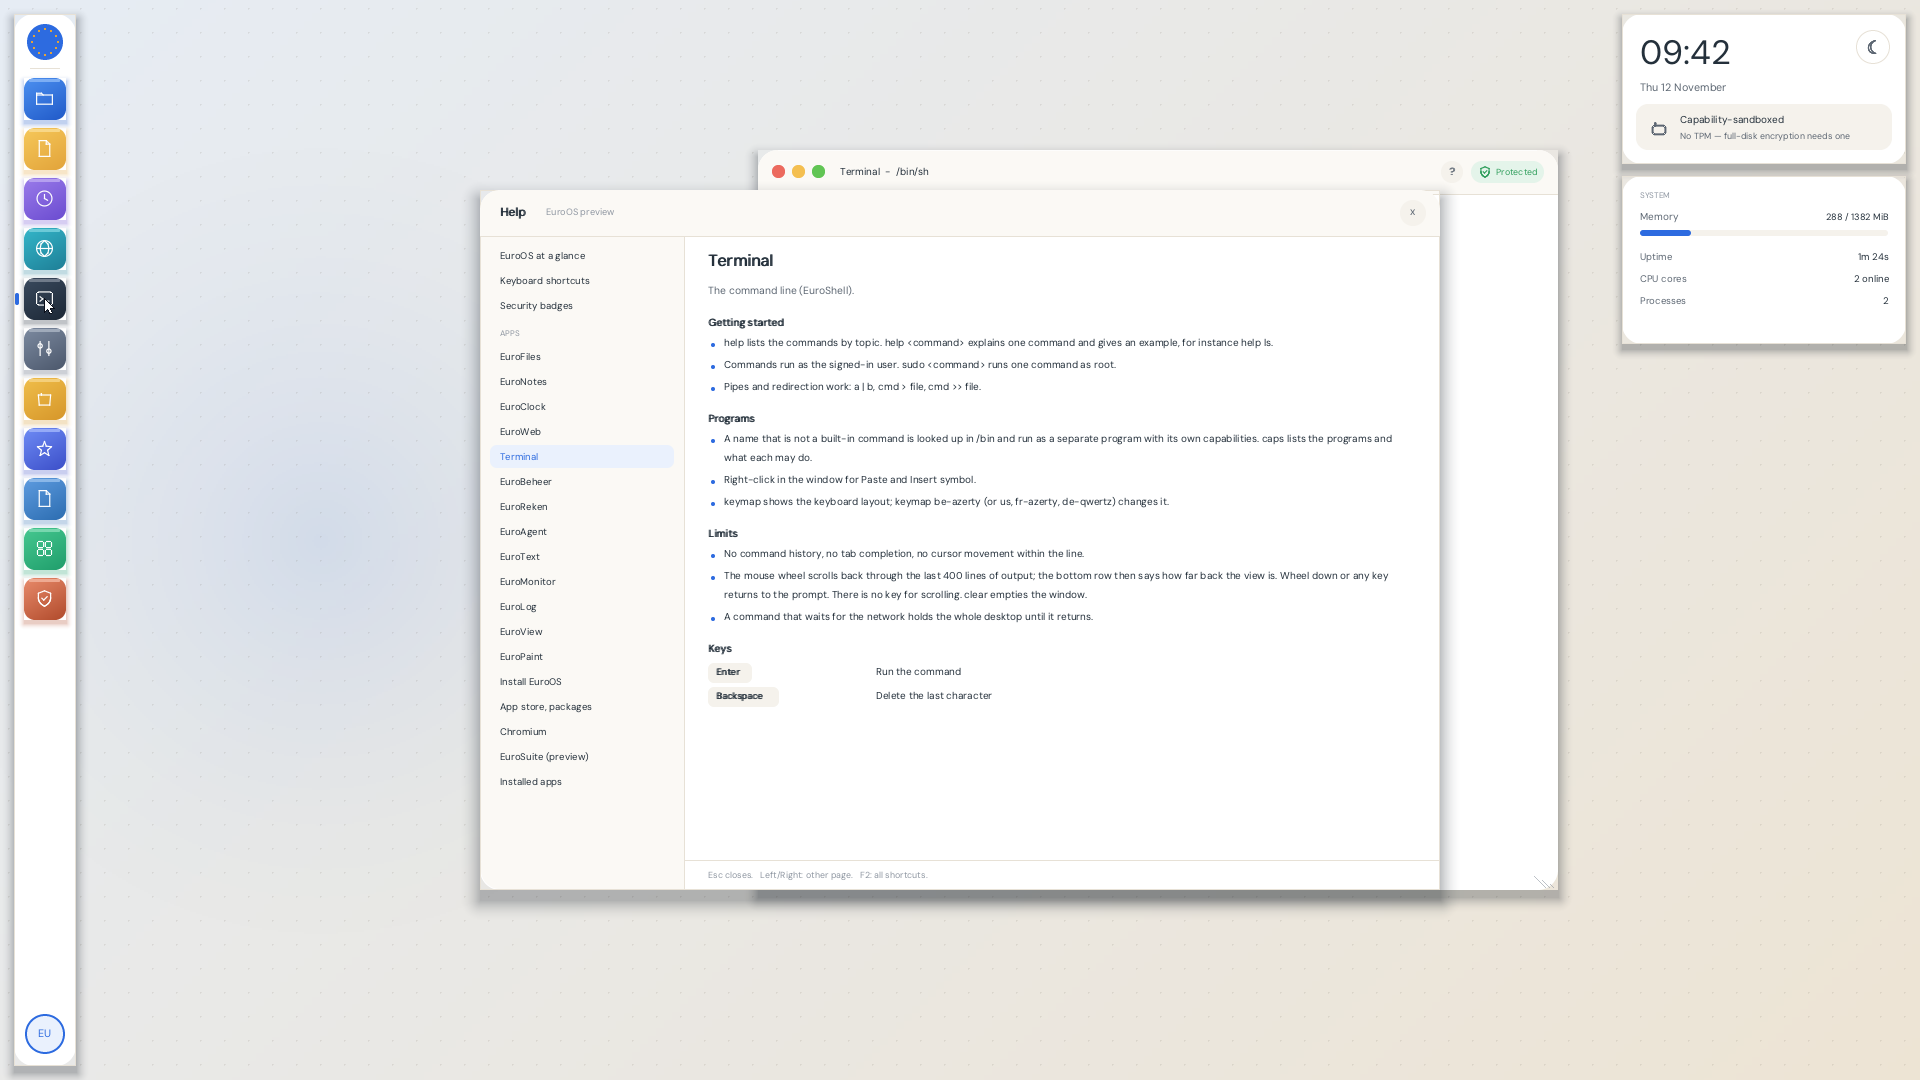 09:42
Thu 12 November
Capability-sandboxed
No TPM — full-disk encryption needs one
SYSTEM
Memory 288 / 1382 MiB
Uptime 1m 24s
CPU cores 2 online
Processes 2
Terminal - /bin/sh
? Protected
Help EuroOS preview x
EuroOS at a glance
Keyboard shortcuts
Security badges
APPS
EuroFiles
EuroNotes
EuroClock
EuroWeb
Terminal
EuroBeheer
EuroReken
EuroAgent
EuroText
EuroMonitor
EuroLog
EuroView
EuroPaint
Install EuroOS
App store, packages
Chromium
EuroSuite (preview)
Installed apps
Terminal
The command line (EuroShell).
Getting started
help lists the commands by topic. help <command> explains one command and gives an example, for instance help ls.
Commands run as the signed-in user. sudo <command> runs one command as root.
Pipes and redirection work: a | b, cmd > file, cmd >> file.
Programs
A name that is not a built-in command is looked up in /bin and run as a separate program with its own capabilities. caps lists the programs and
what each may do.
Right-click in the window for Paste and Insert symbol.
keymap shows the keyboard layout; keymap be-azerty (or us, fr-azerty, de-qwertz) changes it.
Limits
No command history, no tab completion, no cursor movement within the line.
The mouse wheel scrolls back through the last 400 lines of output; the bottom row then says how far back the view is. Wheel down or any key
returns to the prompt. There is no key for scrolling. clear empties the window.
A command that waits for the network holds the whole desktop until it returns.
Keys
Enter Run the command
Backspace Delete the last character
Esc closes. Left/Right: other page. F2: all shortcuts.
EU